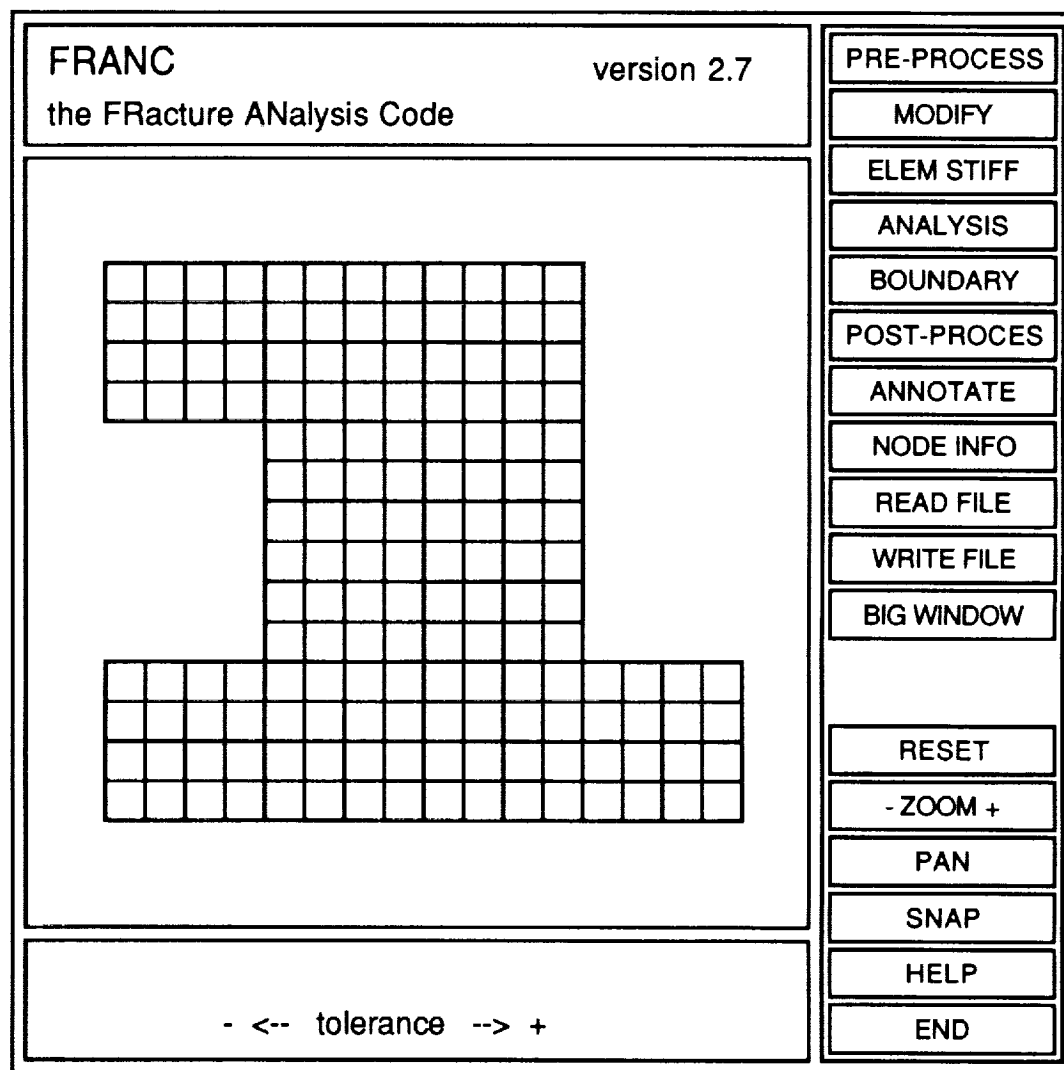 FRANC version 2.7
the FRacture ANalysis Code
PRE-PROCESS
MODIFY
ELEM STIFF
ANALYSIS
BOUNDARY
POST-PROCES
ANNOTATE
NODE INFO
READ FILE
WRITE FILE
BIG WINDOW
RESET
- ZOOM +
PAN
SNAP
HELP
END
- <-- tolerance --> +